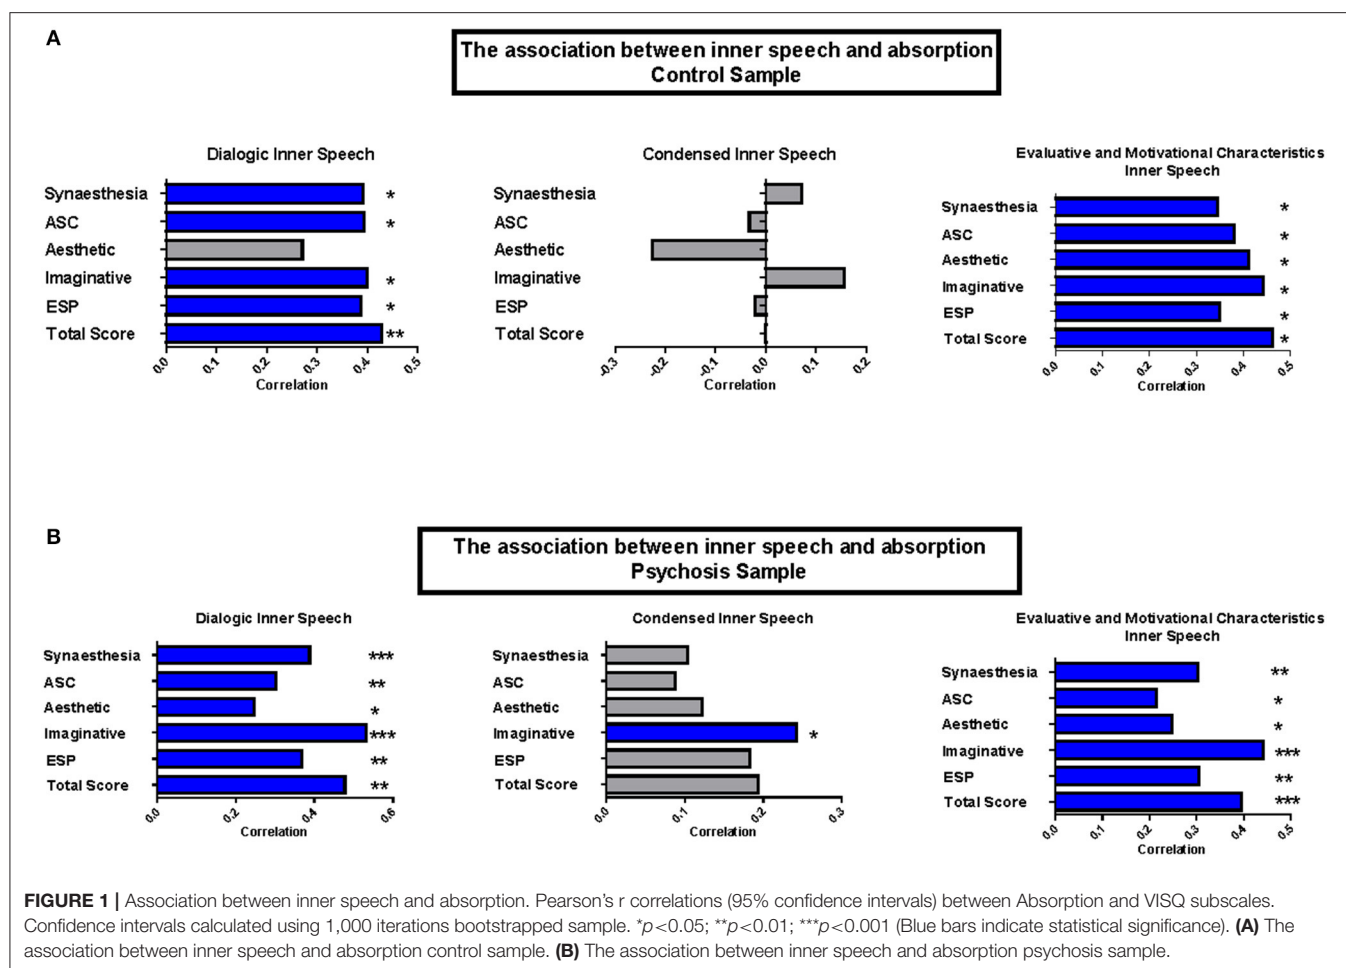 A
The association between inner speech and absorption
Control Sample
Dialogic Inner Speech
Synaesthesia *
ASC *
Aesthetic
Imaginative *
ESP *
Total Score **
0.0 0.1 0.2 0.3 0.4 0.5
Correlation
Condensed Inner Speech
Synaesthesia
ASC
Aesthetic
Imaginative
ESP
Total Score
-0.3 -0.2 -0.1 0.0 0.1 0.2
Correlation
Evaluative and Motivational Characteristics
Inner Speech
Synaesthesia *
ASC *
Aesthetic *
Imaginative *
ESP *
Total Score *
0.0 0.1 0.2 0.3 0.4 0.5
Correlation
B
The association between inner speech and absorption
Psychosis Sample
Dialogic Inner Speech
Synaesthesia ***
ASC **
Aesthetic *
Imaginative ***
ESP **
Total Score **
0.0 0.2 0.4 0.6
Correlation
Condensed Inner Speech
Synaesthesia
ASC
Aesthetic
Imaginative *
ESP
Total Score
0.0 0.1 0.2 0.3
Correlation
Evaluative and Motivational Characteristics
Inner Speech
Synaesthesia **
ASC *
Aesthetic *
Imaginative ***
ESP **
Total Score ***
0.0 0.1 0.2 0.3 0.4 0.5
Correlation
FIGURE 1 | Association between inner speech and absorption. Pearson's r correlations (95% confidence intervals) between Absorption and VISQ subscales.
Confidence intervals calculated using 1,000 iterations bootstrapped sample. *p<0.05; **p<0.01; ***p<0.001 (Blue bars indicate statistical significance). (A) The
association between inner speech and absorption control sample. (B) The association between inner speech and absorption psychosis sample.